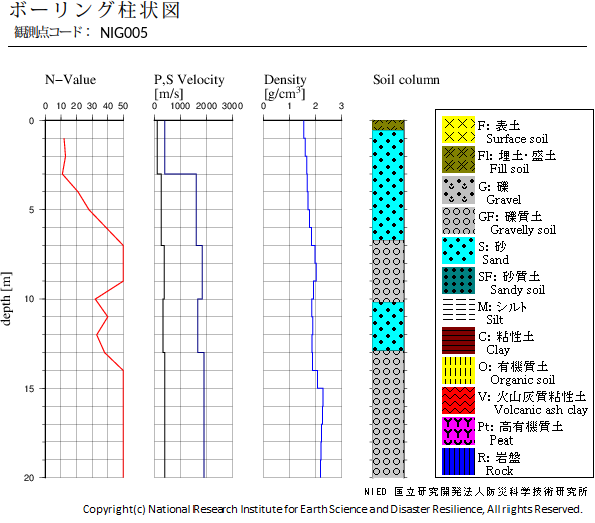 ボーリング柱状図
観測点コード： NIG005
N−Value P,S Velocity Density Soil column
[m/s] [g/cm³]
0 10 20 30 40 50 0 1000 2000 3000 0 1 2 3
0
5
10
15
20
depth [m]
F: 表土
Surface soil
Fl: 埋土・盛土
Fill soil
G: 礫
Gravel
GF: 礫質土
Gravelly soil
S: 砂
Sand
SF: 砂質土
Sandy soil
M: シルト
Silt
C: 粘性土
Clay
O: 有機質土
Organic soil
V: 火山灰質粘性土
Volcanic ash clay
Pt: 高有機質土
Peat
R: 岩盤
Rock
NIED 国立研究開発法人防災科学技術研究所
Copyright(c) National Research Institute for Earth Science and Disaster Resilience, All rights Reserved.